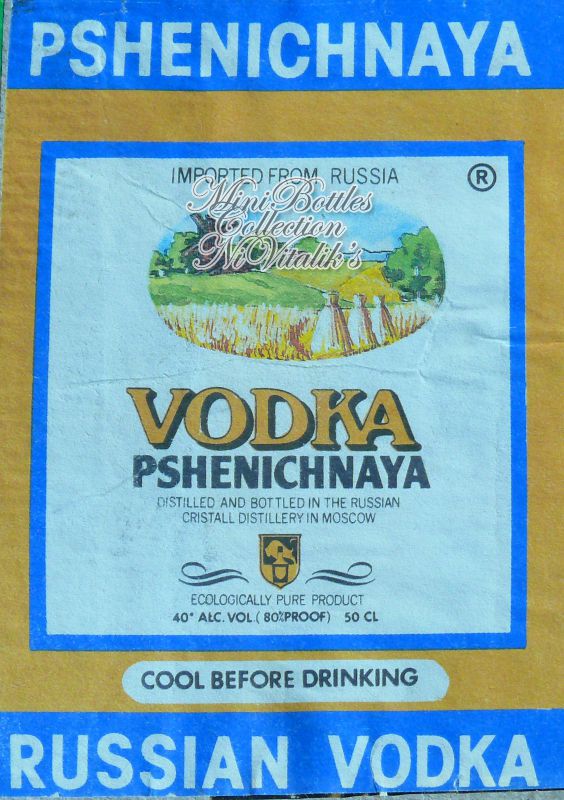 PSHENICHNAYA
IMPORTED FROM RUSSIA
®
Mini Bottles
Collection
NiVitalik's
VODKA
PSHENICHNAYA
DISTILLED AND BOTTLED IN THE RUSSIAN
CRISTALL DISTILLERY IN MOSCOW
ECOLOGICALLY PURE PRODUCT
40° ALC. VOL. (80% PROOF) 50 CL
COOL BEFORE DRINKING
RUSSIAN VODKA